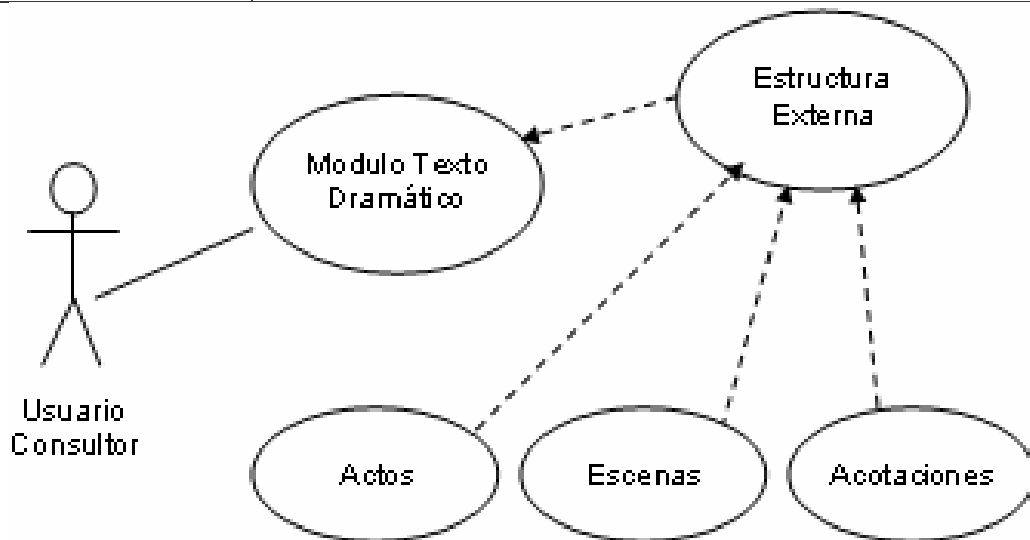 Estructura
Externa
Modulo Texto
Dramático
Usuario
Consultor
Actos
Escenas
Acotaciones